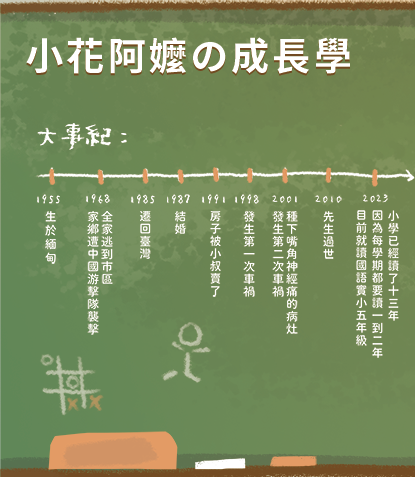 小花阿嬤の成長學
大事紀：
1955
生於緬甸
1968
全家逃到市區
家鄉遭中國游擊隊襲擊
1985
遷回臺灣
1987
結婚
1991
房子被小叔賣了
1998
發生第一次車禍
2001
種下嘴角神經痛的病灶
發生第二次車禍
2010
先生過世
2023
小學已經讀了十三年
因為每學期都要讀一到二年
目前就讀國語實小五年級